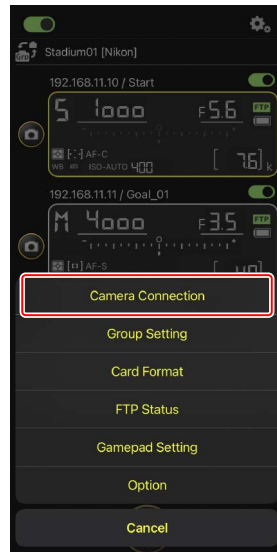 Grp Stadium01 [Nikon]
192.168.11.10 / Start
S 1000 F5.6 FTP
AF-C
WB ISO-AUTO 400 [ 7.6] k
192.168.11.11 / Goal_01
M 4000 F3.5 FTP
AF-S
Camera Connection
Group Setting
Card Format
FTP Status
Gamepad Setting
Option
Cancel